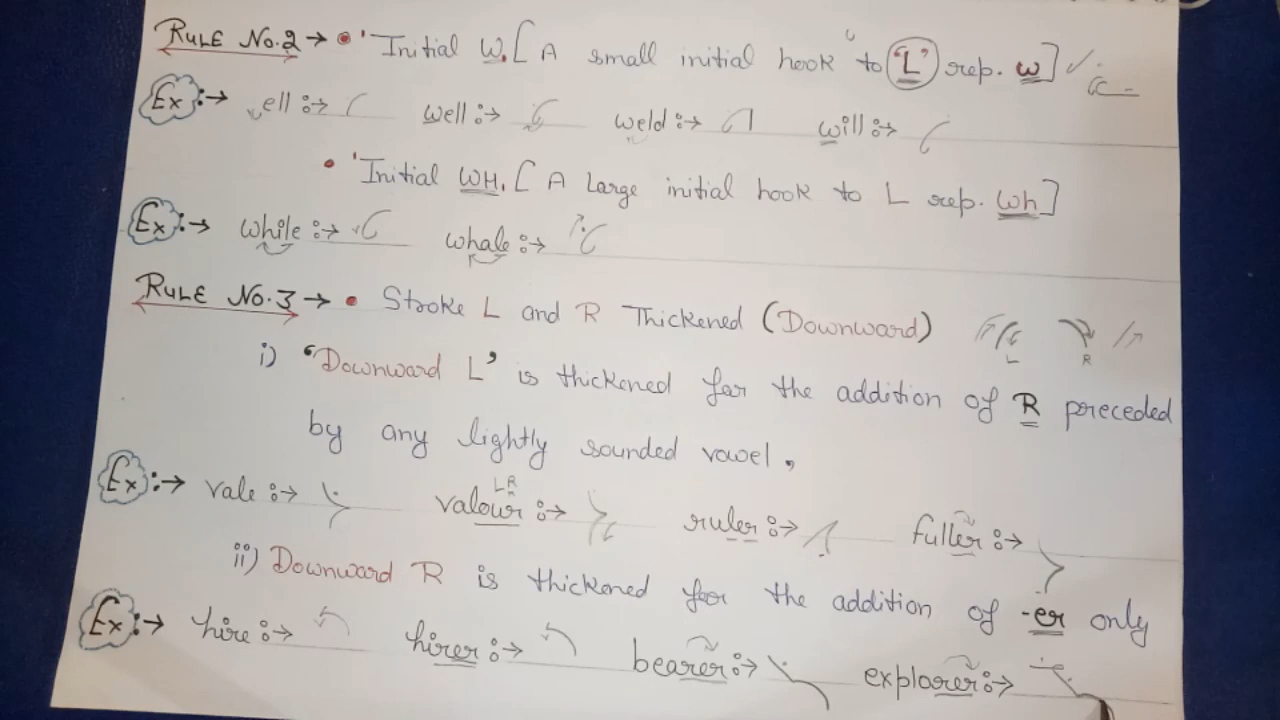 RULE No.2 → • 'Initial W. [ A small initial hook to 'L' rep. w ]
Ex :→ ell :→ well :→ weld :→ will :→
• 'Initial WH. [ A Large initial hook to L rep. wh ]
Ex :→ while :→ whale :→
RULE No.3 → • Stroke L and R Thickened (Downward) L R
i) 'Downward L' is thickened for the addition of R preceded
by any lightly sounded vowel.
Ex :→ vale :→ valour :→ LR ruler :→ fuller :→
ii) Downward R is thickened for the addition of -er only
Ex :→ hire :→ hirer :→ bearer :→ explorer :→